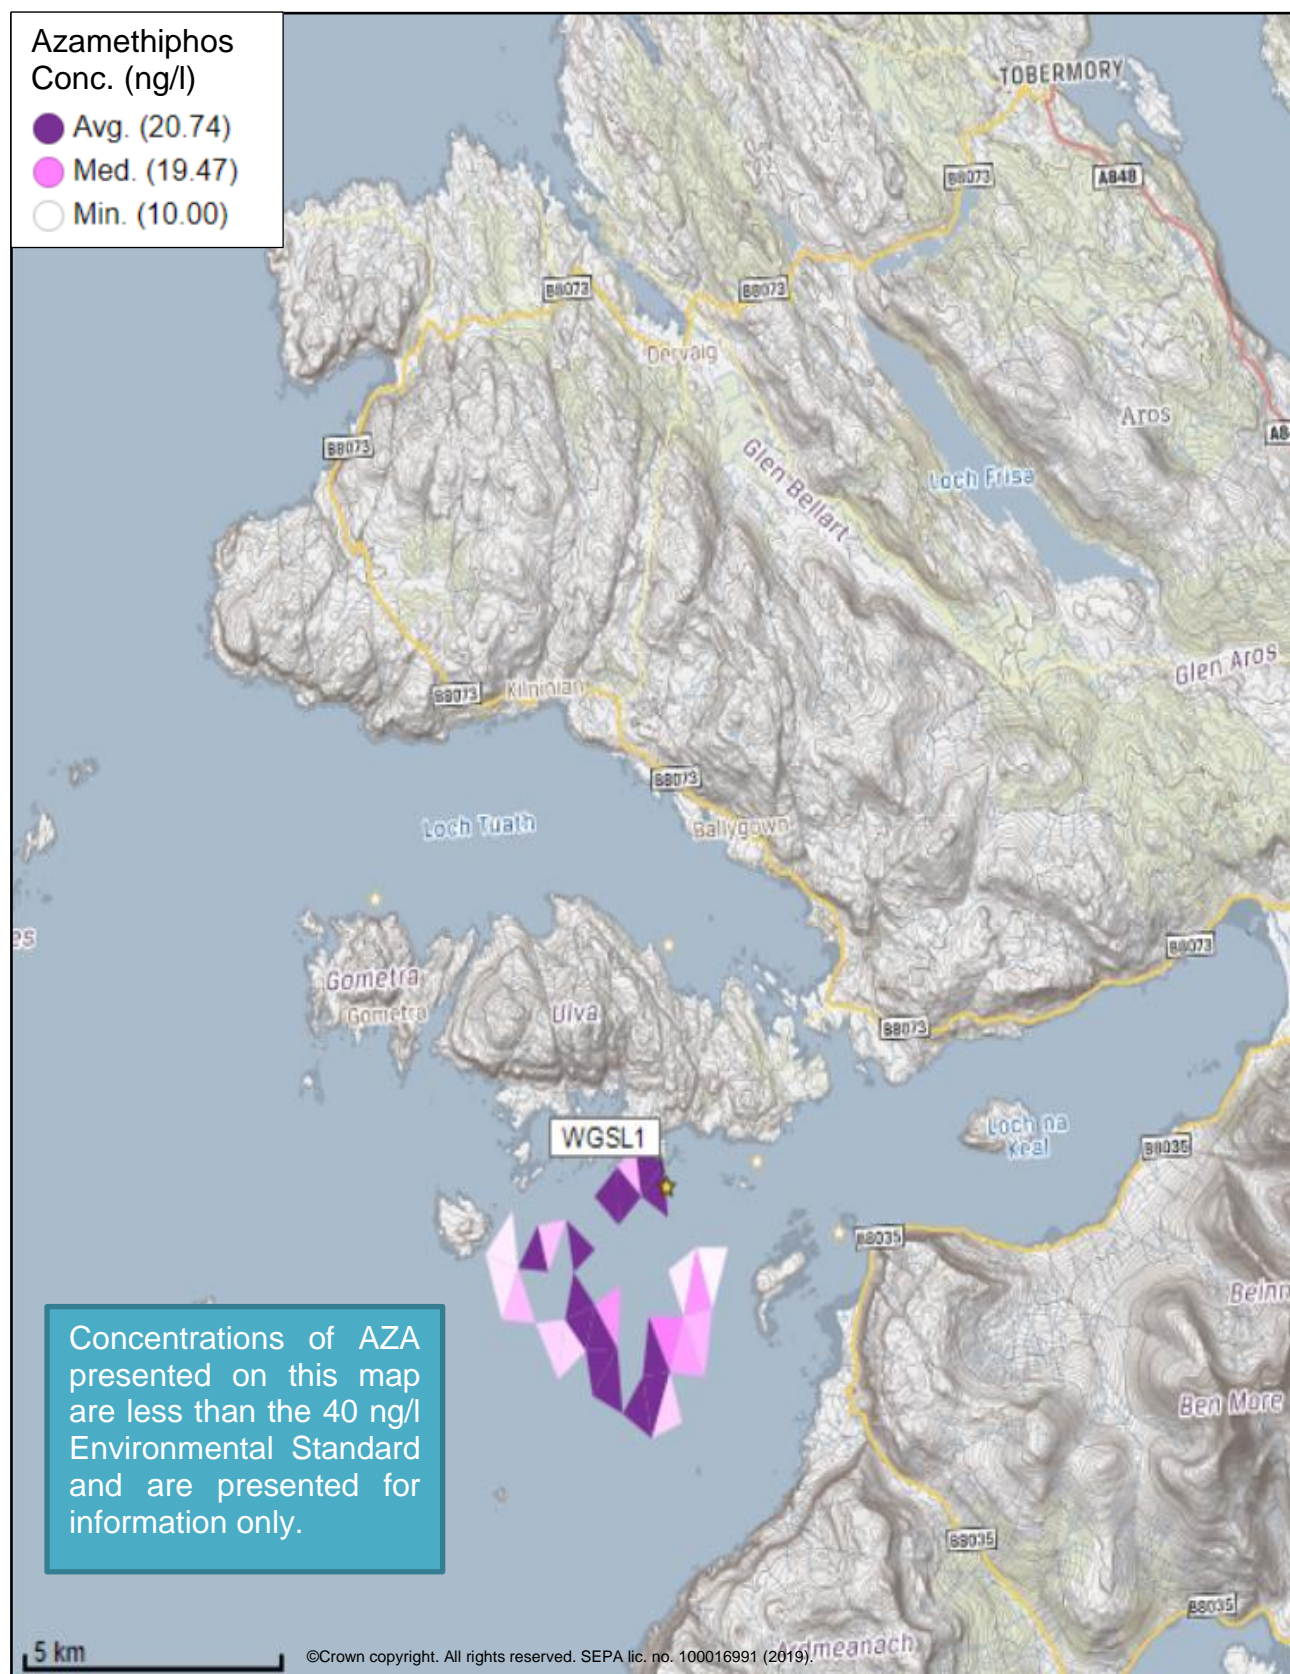 Azamethiphos
Conc. (ng/l)
Avg. (20.74)
Med. (19.47)
Min. (10.00)
TOBERMORY
B8073
A848
B8073
B8073
Dervaig
Aros
A84
B8073
Glen Bellart
Loch Frisa
Glen Aros
B8073
Kilninian
B8073
Loch Tuath
Ballygown
es
B8073
Gometra
Gometra
Ulva
B8073
WGSL1
Loch na
Keal
B8035
B8035
Beinn
Concentrations of AZA
presented on this map
are less than the 40 ng/l
Environmental Standard
and are presented for
information only.
Ben More
B8035
B8035
Ardmeanach
5 km
©Crown copyright. All rights reserved. SEPA lic. no. 100016991 (2019).